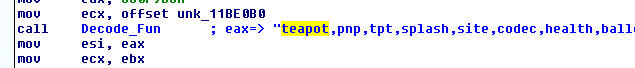 mov ecx, offset unk_11BE0B0
call Decode_Fun ; eax=> "teapot,pnp,tpt,splash,site,codec,health,ball
mov esi, eax
mov ecx, ebx